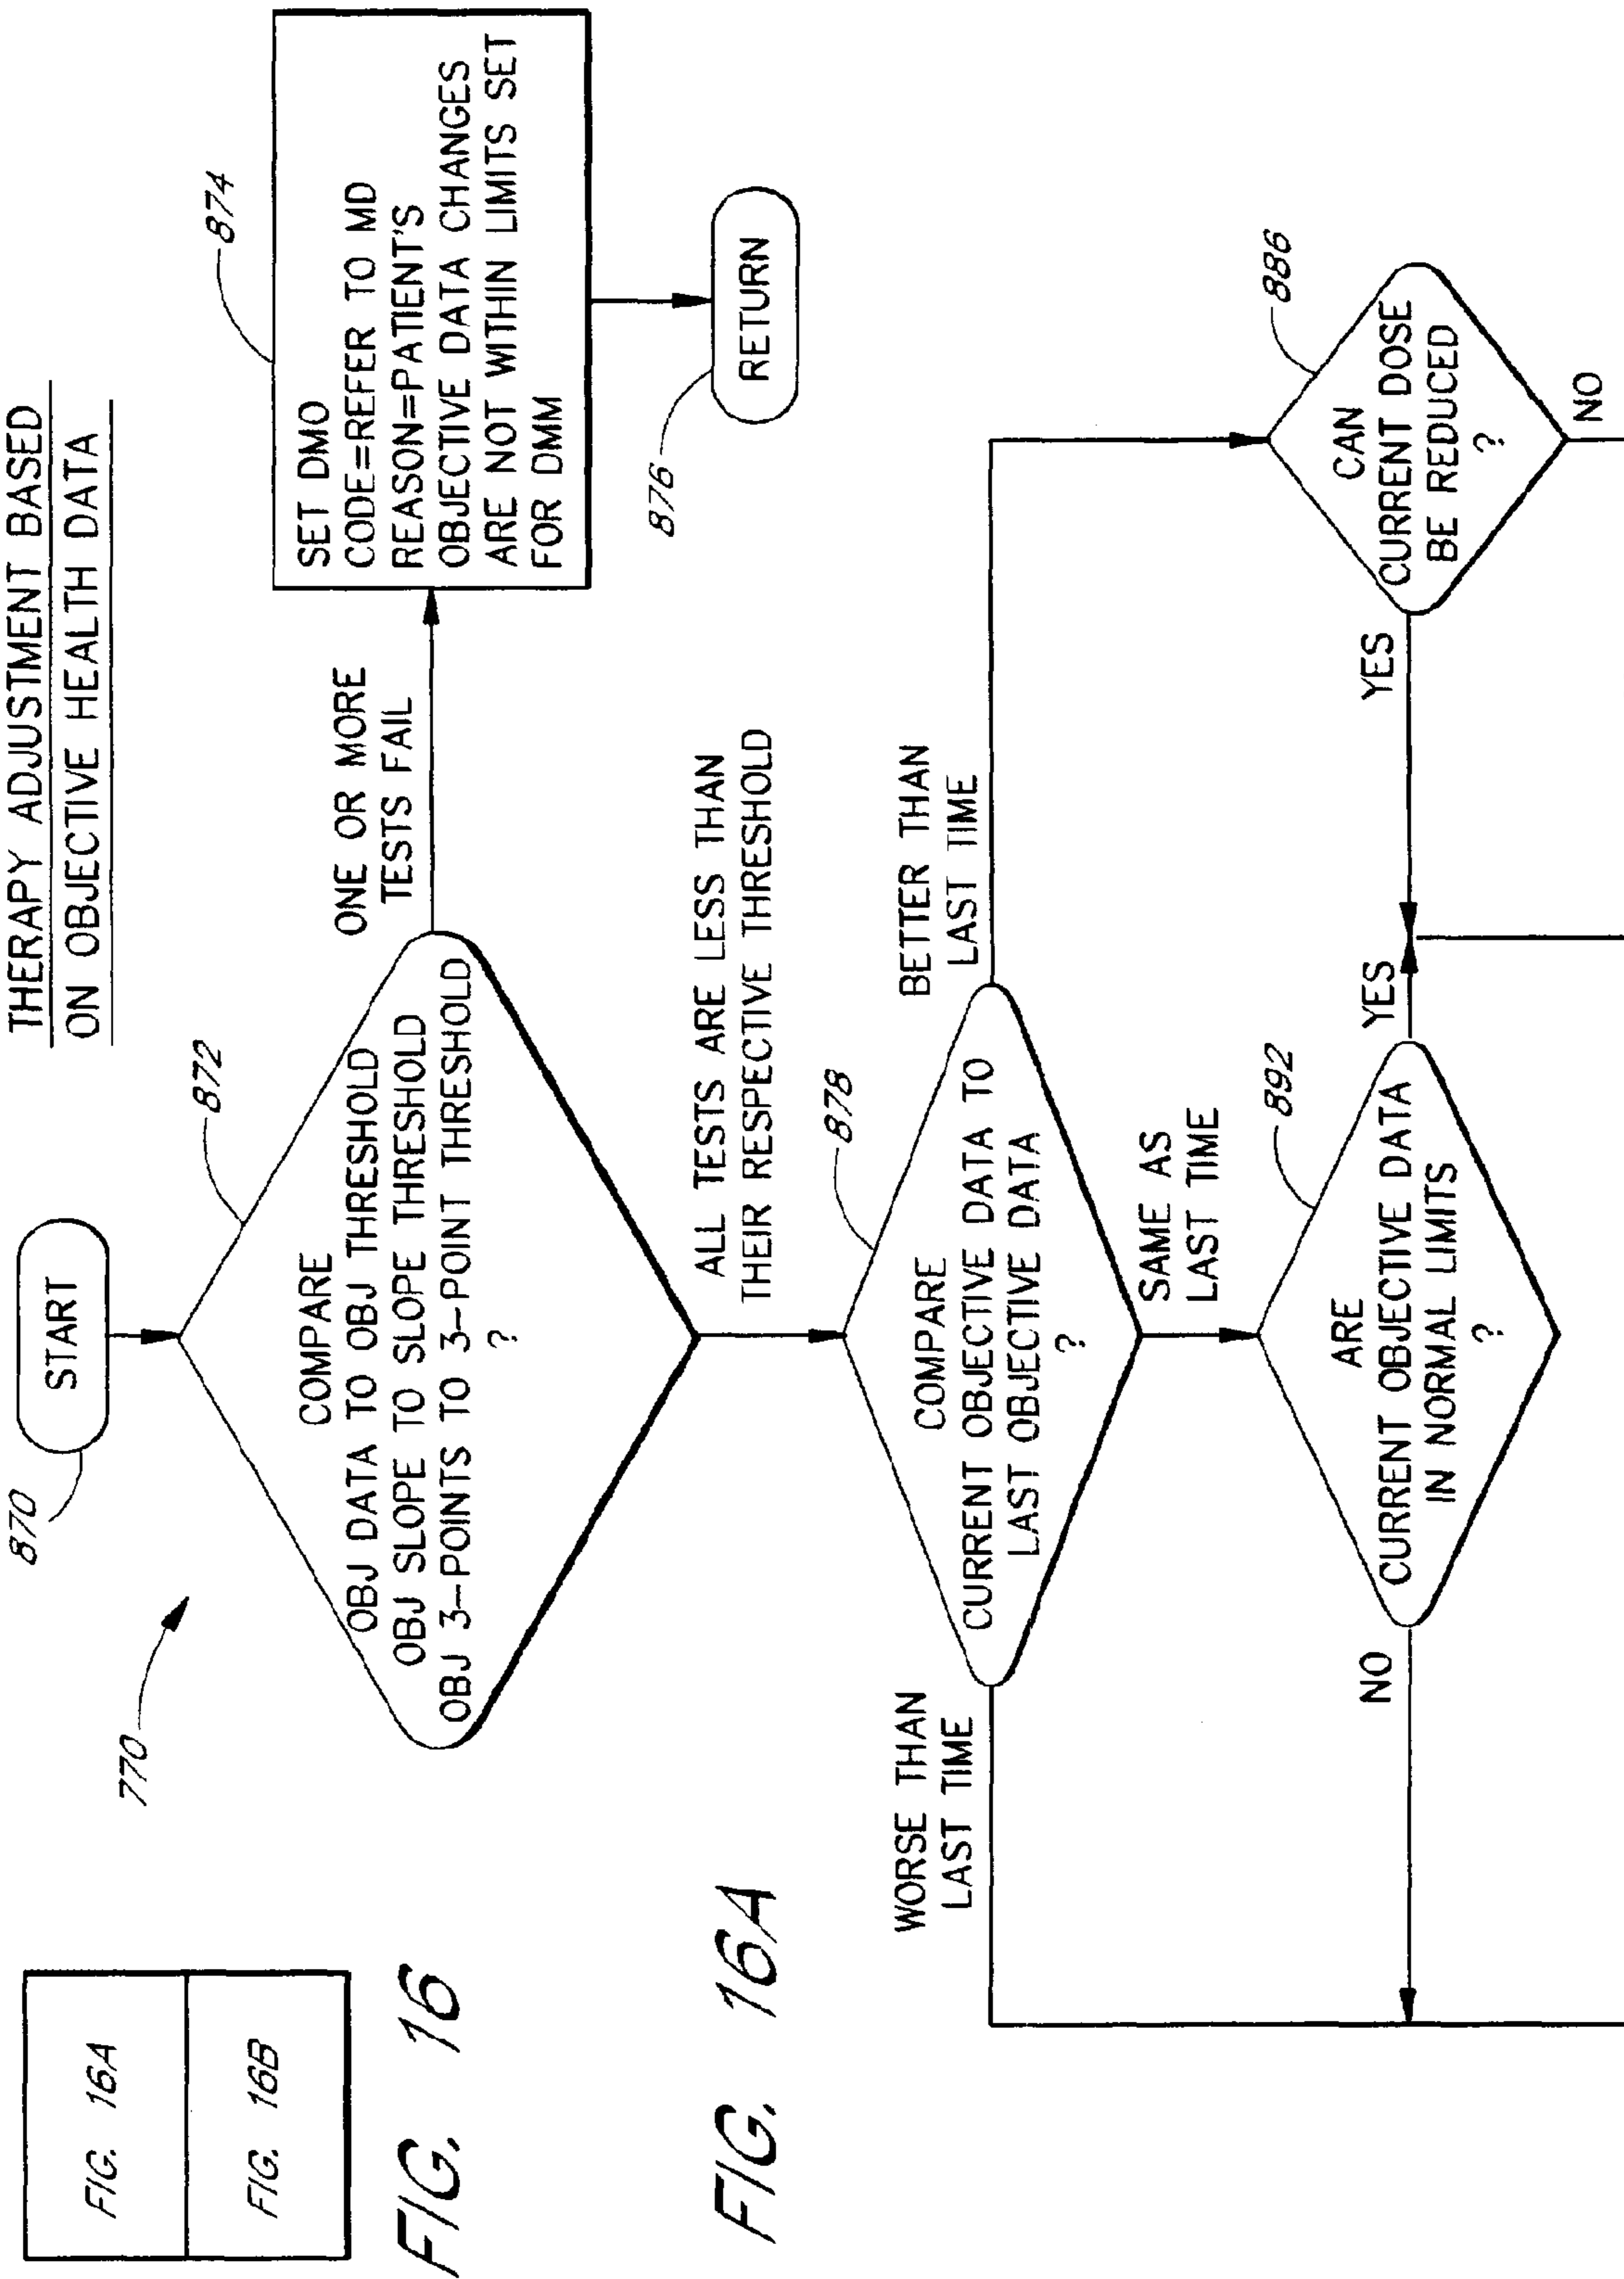 FIG. 16A
FIG. 16B
FIG. 16
THERAPY ADJUSTMENT BASED
ON OBJECTIVE HEALTH DATA
870
START
770
872
COMPARE
OBJ DATA TO OBJ THRESHOLD
OBJ SLOPE TO SLOPE THRESHOLD
OBJ 3-POINTS TO 3-POINT THRESHOLD
?
ONE OR MORE
TESTS FAIL
874
SET DMO
CODE=REFER TO MD
REASON=PATIENT'S
OBJECTIVE DATA CHANGES
ARE NOT WITHIN LIMITS SET
FOR DMM
876
RETURN
FIG. 16A
ALL TESTS ARE LESS THAN
THEIR RESPECTIVE THRESHOLD
878
COMPARE
CURRENT OBJECTIVE DATA TO
LAST OBJECTIVE DATA
?
WORSE THAN
LAST TIME
BETTER THAN
LAST TIME
SAME AS
LAST TIME
892
ARE
CURRENT OBJECTIVE DATA
IN NORMAL LIMITS
?
NO
YES
YES
886
CAN
CURRENT DOSE
BE REDUCED
?
NO